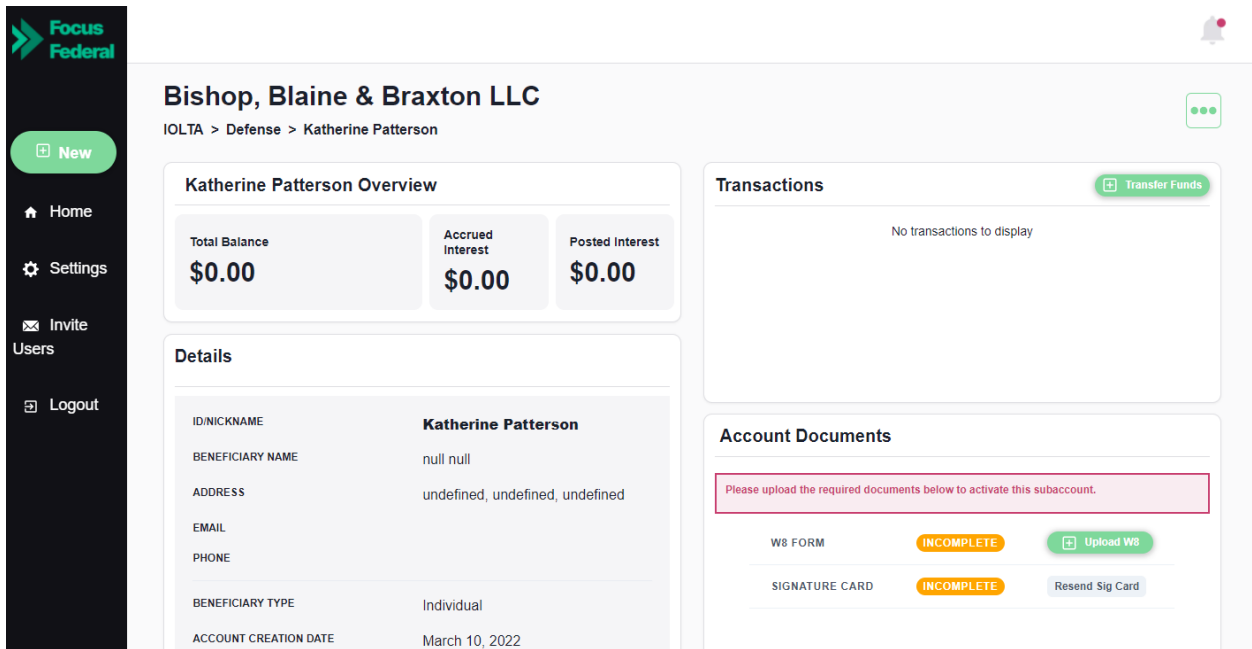 Focus
Federal
New
Home
Settings
Invite
Users
Logout
Bishop, Blaine & Braxton LLC
IOLTA > Defense > Katherine Patterson
Katherine Patterson Overview
Total Balance
$0.00
Accrued
Interest
$0.00
Posted Interest
$0.00
Details
ID/NICKNAME Katherine Patterson
BENEFICIARY NAME null null
ADDRESS undefined, undefined, undefined
EMAIL
PHONE
BENEFICIARY TYPE Individual
ACCOUNT CREATION DATE March 10, 2022
Transactions Transfer Funds
No transactions to display
Account Documents
Please upload the required documents below to activate this subaccount.
W8 FORM INCOMPLETE Upload W8
SIGNATURE CARD INCOMPLETE Resend Sig Card